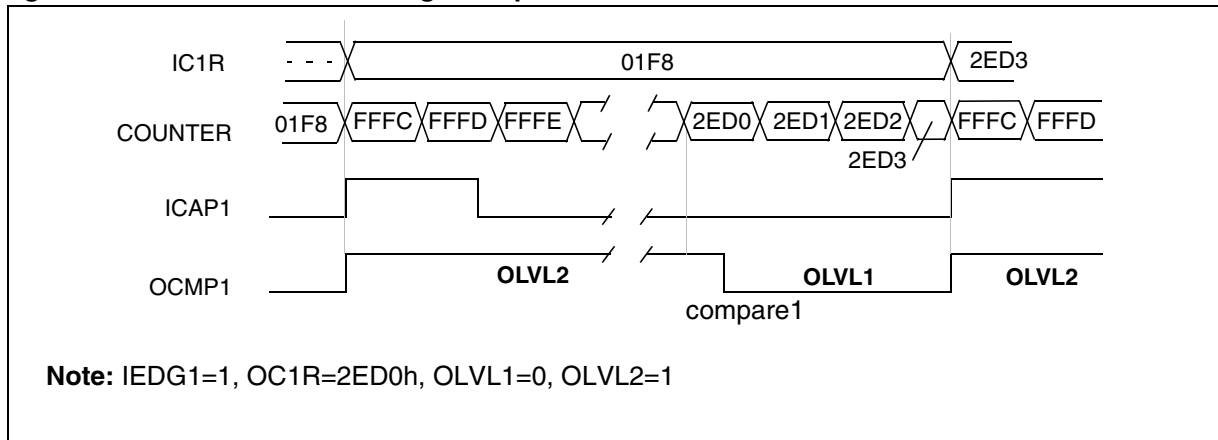 IC1R
01F8
2ED3
COUNTER
01F8 FFFC FFFD FFFE 2ED0 2ED1 2ED2 FFFC FFFD
2ED3
ICAP1
OCMP1
OLVL2 OLVL1 OLVL2
compare1
Note: IEDG1=1, OC1R=2ED0h, OLVL1=0, OLVL2=1